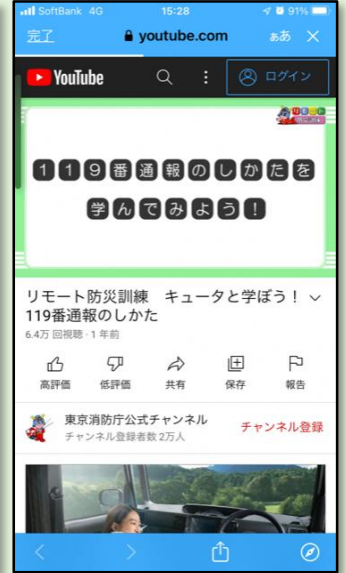 SoftBank 4G 15:28 91%
完了 youtube.com ぁあ
YouTube ログイン
リモート
119番通報のしかたを
学んでみよう!
リモート防災訓練 キュータと学ぼう!
119番通報のしかた
6.4万 回視聴・1 年前
高評価 低評価 共有 保存 報告
東京消防庁公式チャンネル
チャンネル登録者数 2万人
チャンネル登録